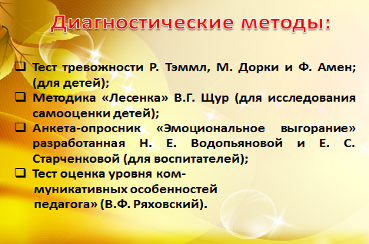 Диагностические методы:
Тест тревожности Р. Тэммл, М. Дорки и Ф. Амен;
(для детей);
Методика «Лесенка» В.Г. Щур (для исследования
самооценки детей);
Анкета-опросник «Эмоциональное выгорание»
разработанная Н. Е. Водопьяновой и Е. С.
Старченковой (для воспитателей);
Тест оценка уровня ком-
муникативных особенностей
педагога» (В.Ф. Ряховский).